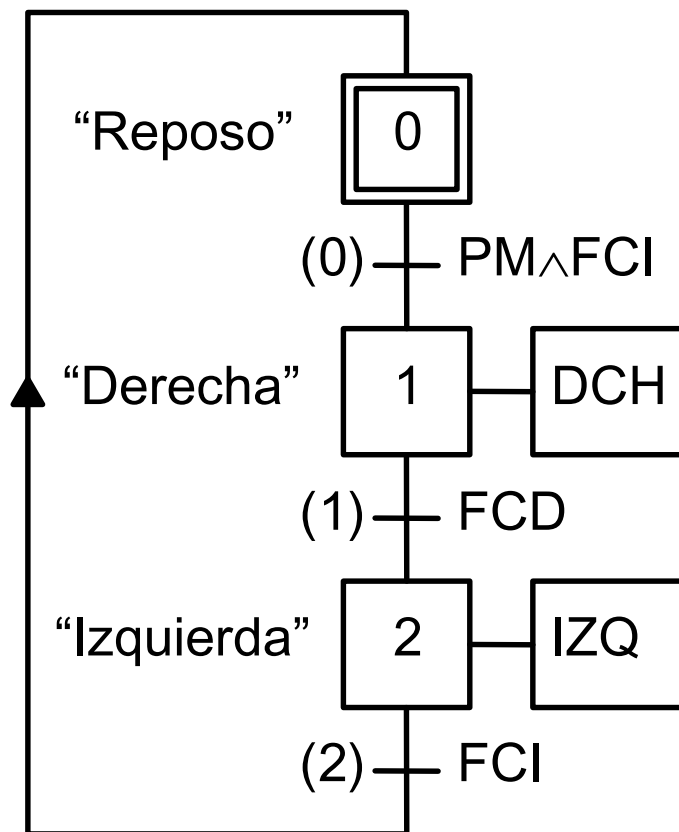 “Reposo” 0
(0) PM∧FCI
“Derecha” 1 DCH
(1) FCD
“Izquierda” 2 IZQ
(2) FCI